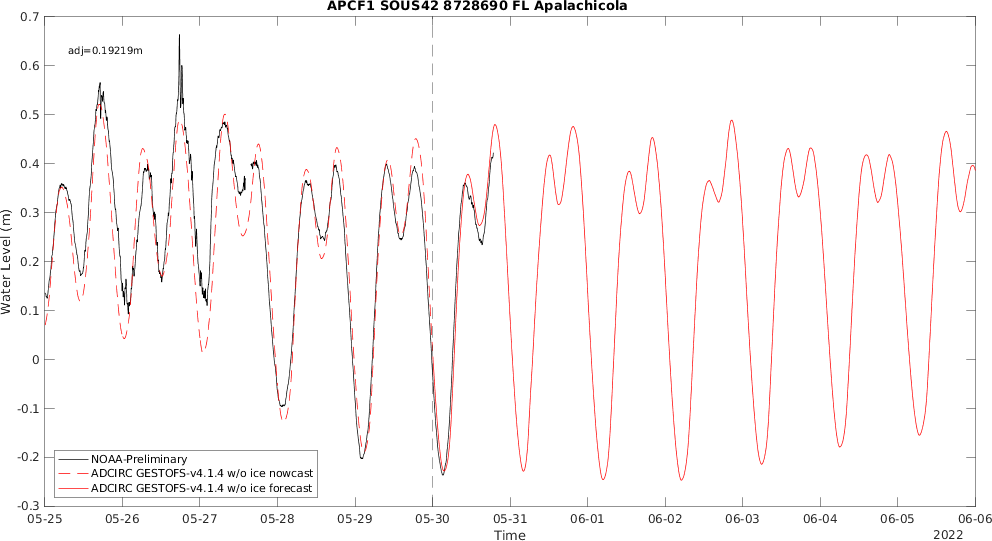 APCF1 SOUS42 8728690 FL Apalachicola
adj=0.19219m
0.7
0.6
0.5
0.4
0.3
0.2
0.1
0
-0.1
-0.2
-0.3
Water Level (m)
NOAA-Preliminary
ADCIRC GESTOFS-v4.1.4 w/o ice nowcast
ADCIRC GESTOFS-v4.1.4 w/o ice forecast
05-25 05-26 05-27 05-28 05-29 05-30 05-31 06-01 06-02 06-03 06-04 06-05 06-06
Time
2022